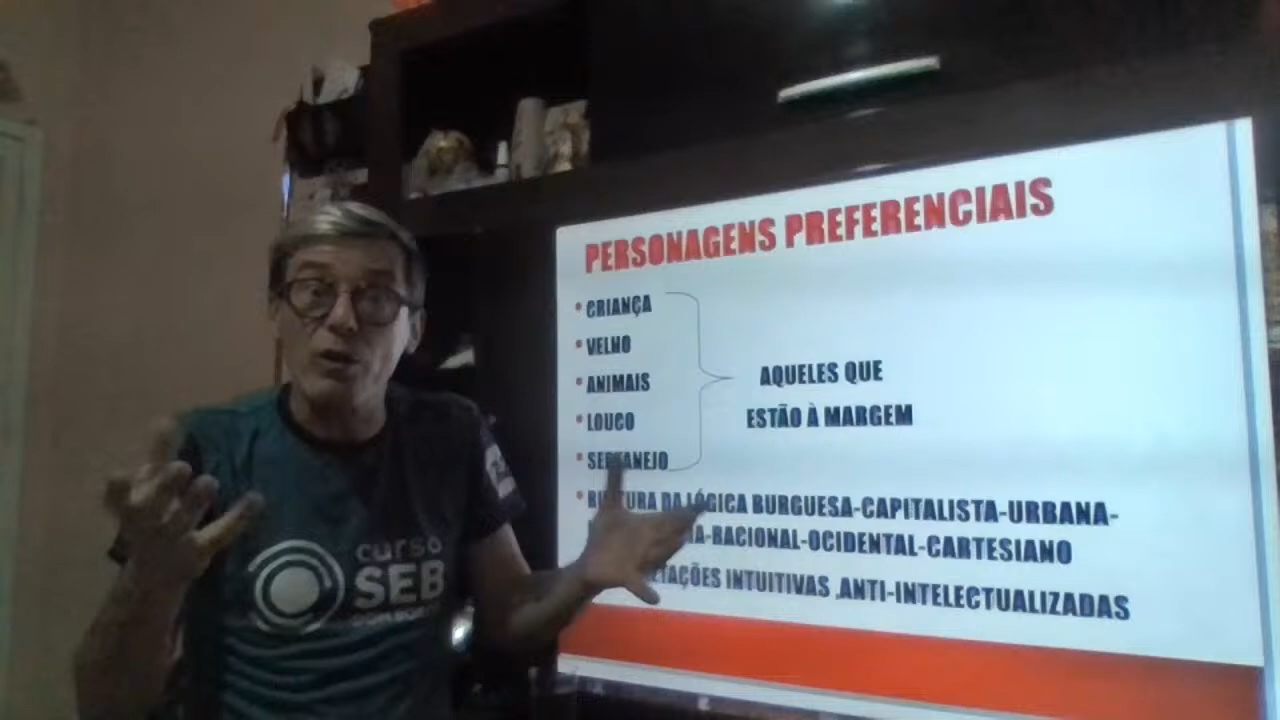 PERSONAGENS PREFERENCIAIS
• CRIANÇA
• VELHO
• ANIMAIS
• LOUCO
• SERTANEJO
AQUELES QUE
ESTÃO À MARGEM
• DA LÓGICA BURGUESA-CAPITALISTA-URBANA-
-RACIONAL-OCIDENTAL-CARTESIANO
INTUITIVAS ,ANTI-INTELECTUALIZADAS
curso
SEB